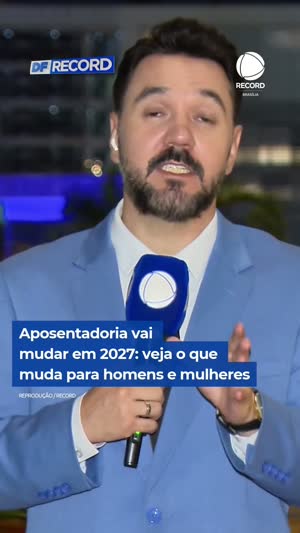 DF RECORD
RECORD
BRASÍLIA
Aposentadoria vai
mudar em 2027: veja o que
muda para homens e mulheres
REPRODUÇÃO / RECORD